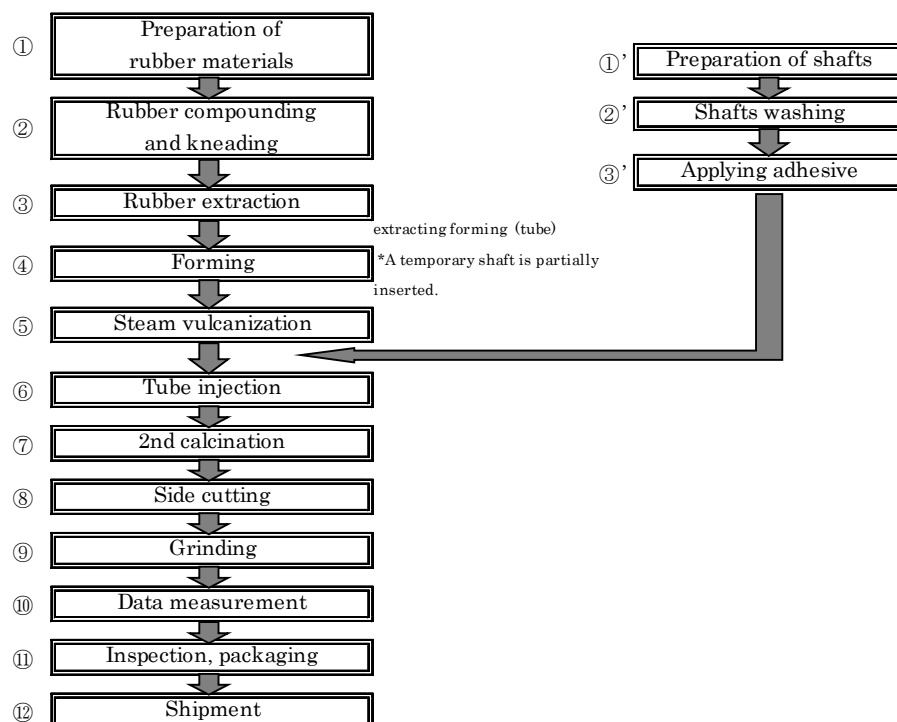 ① Preparation of
rubber materials
② Rubber compounding
and kneading
③ Rubber extraction
extracting forming (tube)
④ Forming
*A temporary shaft is partially
inserted.
⑤ Steam vulcanization
⑥ Tube injection
⑦ 2nd calcination
⑧ Side cutting
⑨ Grinding
⑩ Data measurement
⑪ Inspection, packaging
⑫ Shipment
①’ Preparation of shafts
②’ Shafts washing
③’ Applying adhesive